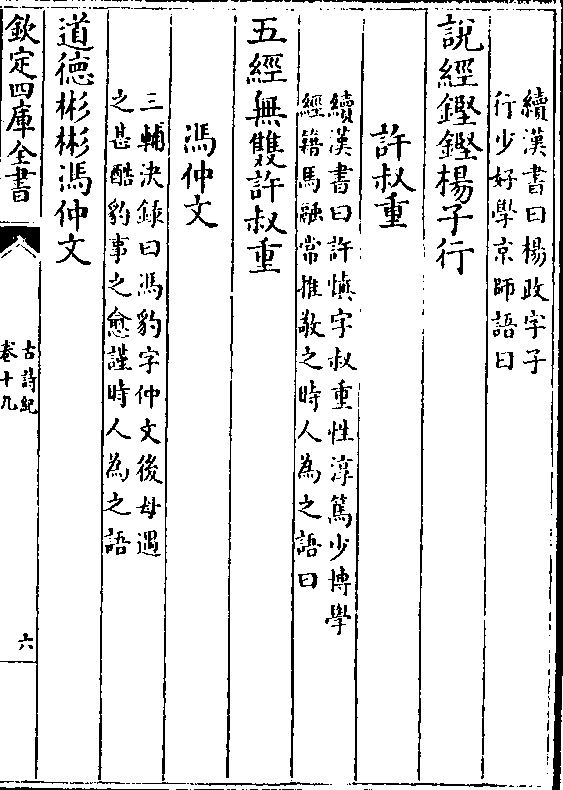 續漢書曰楊政字子
行少好學京師語曰
說經鏗鏗楊子行
許叔重
續漢書曰許慎字叔重性淳篤少博學
經籍馬融常推敬之時人為之語曰
五經無雙許叔重
馮仲文
三輔決録曰馮豹字仲文後母遇
之甚酷豹事之愈謹時人為之語
道德彬彬馮仲文
欽定四庫全書
古詩紀
卷十九
六